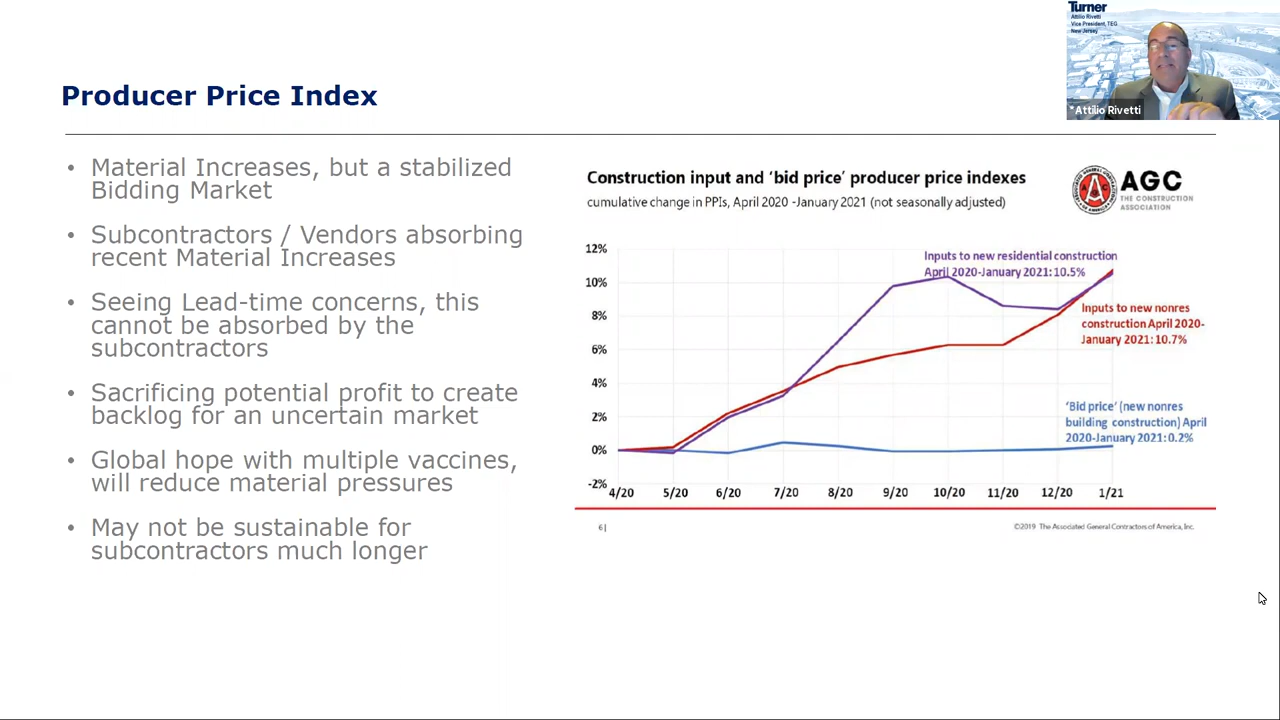 Turner
Attilio Rivetti
Vice President, TEG
New Jersey
*Attilio Rivetti
Producer Price Index
• Material Increases, but a stabilized
Bidding Market
• Subcontractors / Vendors absorbing
recent Material Increases
• Seeing Lead-time concerns, this
cannot be absorbed by the
subcontractors
• Sacrificing potential profit to create
backlog for an uncertain market
• Global hope with multiple vaccines,
will reduce material pressures
• May not be sustainable for
subcontractors much longer
Construction input and ‘bid price’ producer price indexes
cumulative change in PPIs, April 2020 -January 2021 (not seasonally adjusted)
AGC
THE CONSTRUCTION
ASSOCIATION
12%
10%
8%
6%
4%
2%
0%
-2%
Inputs to new residential construction
April 2020-January 2021: 10.5%
Inputs to new nonres
construction April 2020-
January 2021: 10.7%
‘Bid price’ (new nonres
building construction) April
2020-January 2021: 0.2%
4/20 5/20 6/20 7/20 8/20 9/20 10/20 11/20 12/20 1/21
6|
©2019 The Associated General Contractors of America, Inc.